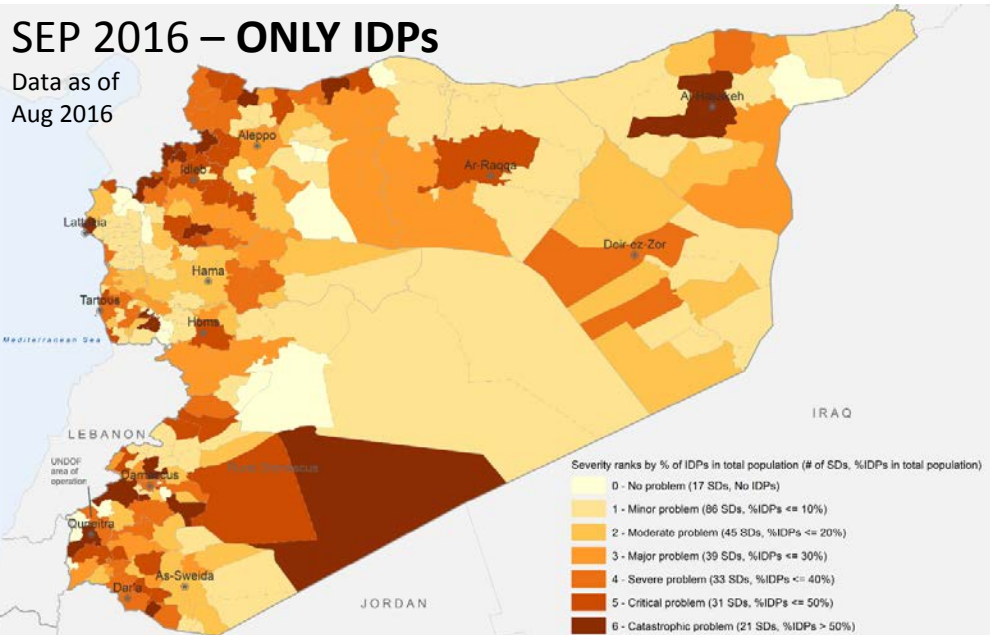 SEP 2016 – ONLY IDPs
Data as of
Aug 2016
Al-Hasakeh
Aleppo
Ar-Raqqa
Idleb
Lattakia
Deir-ez-Zor
Hama
Tartous
Homs
Mediterranean Sea
IRAQ
LEBANON
UNDOF
area of
operation
Rural Damascus
Damascus
Quneitra
As-Sweida
Dar'a
JORDAN
Severity ranks by % of IDPs in total population (# of SDs, %IDPs in total population)
0 - No problem (17 SDs, No IDPs)
1 - Minor problem (86 SDs, %IDPs <= 10%)
2 - Moderate problem (45 SDs, %IDPs <= 20%)
3 - Major problem (39 SDs, %IDPs <= 30%)
4 - Severe problem (33 SDs, %IDPs <= 40%)
5 - Critical problem (31 SDs, %IDPs <= 50%)
6 - Catastrophic problem (21 SDs, %IDPs > 50%)